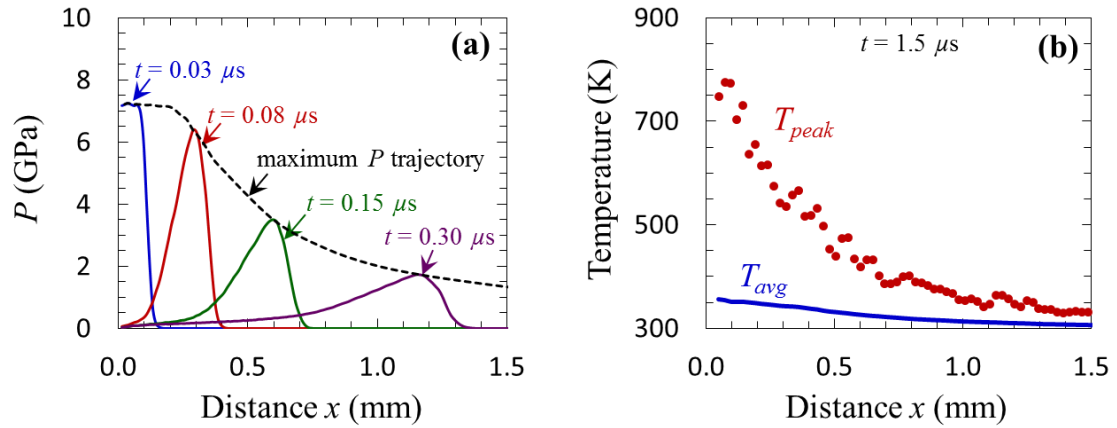 (a)
10
8
6
4
2
0
P (GPa)
t = 0.03 µs
t = 0.08 µs
maximum P trajectory
t = 0.15 µs
t = 0.30 µs
0.0 0.5 1.0 1.5
Distance x (mm)
(b)
t = 1.5 µs
900
700
500
300
Temperature (K)
Tpeak
Tavg
0.0 0.5 1.0 1.5
Distance x (mm)